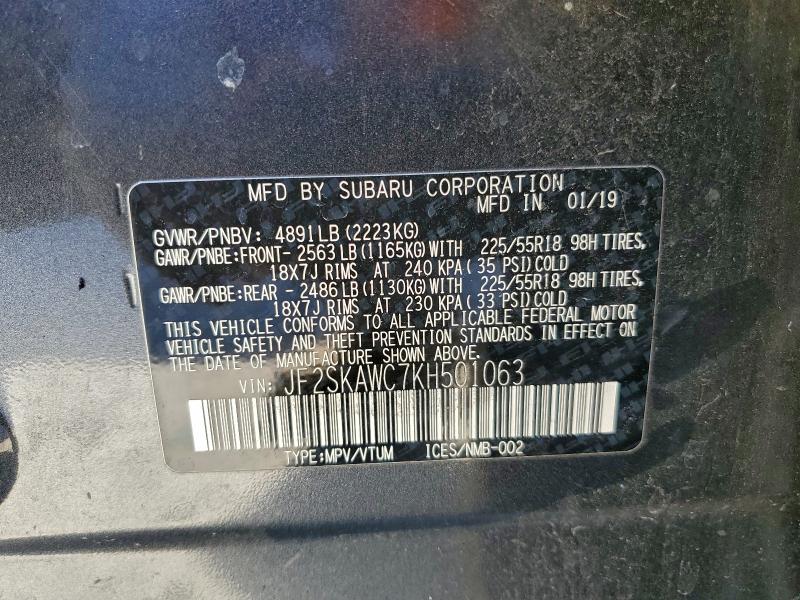 MFD BY SUBARU CORPORATION
MFD IN 01/19
GVWR/PNBV: 4891LB(2223KG)
GAWR/PNBE:FRONT- 2563LB(1165KG)WITH 225/55R18 98H TIRES,
18X7J RIMS AT 240 KPA(35 PSI)COLD
GAWR/PNBE:REAR - 2486LB(1130KG)WITH 225/55R18 98H TIRES,
18X7J RIMS AT 230 KPA(33 PSI)COLD
THIS VEHICLE CONFORMS TO ALL APPLICABLE FEDERAL MOTOR
VEHICLE SAFETY AND THEFT PREVENTION STANDARDS IN EFFECT ON
THE DATE OF MANUFACTURE SHOWN ABOVE.
VIN: JF2SKAWC7KH501063
TYPE:MPV/VTUM ICES/NMB-002